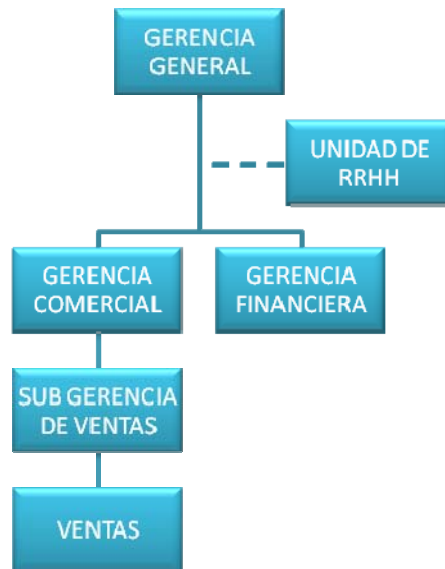 GERENCIA
GENERAL
UNIDAD DE
RRHH
GERENCIA
COMERCIAL
GERENCIA
FINANCIERA
SUB GERENCIA
DE VENTAS
VENTAS